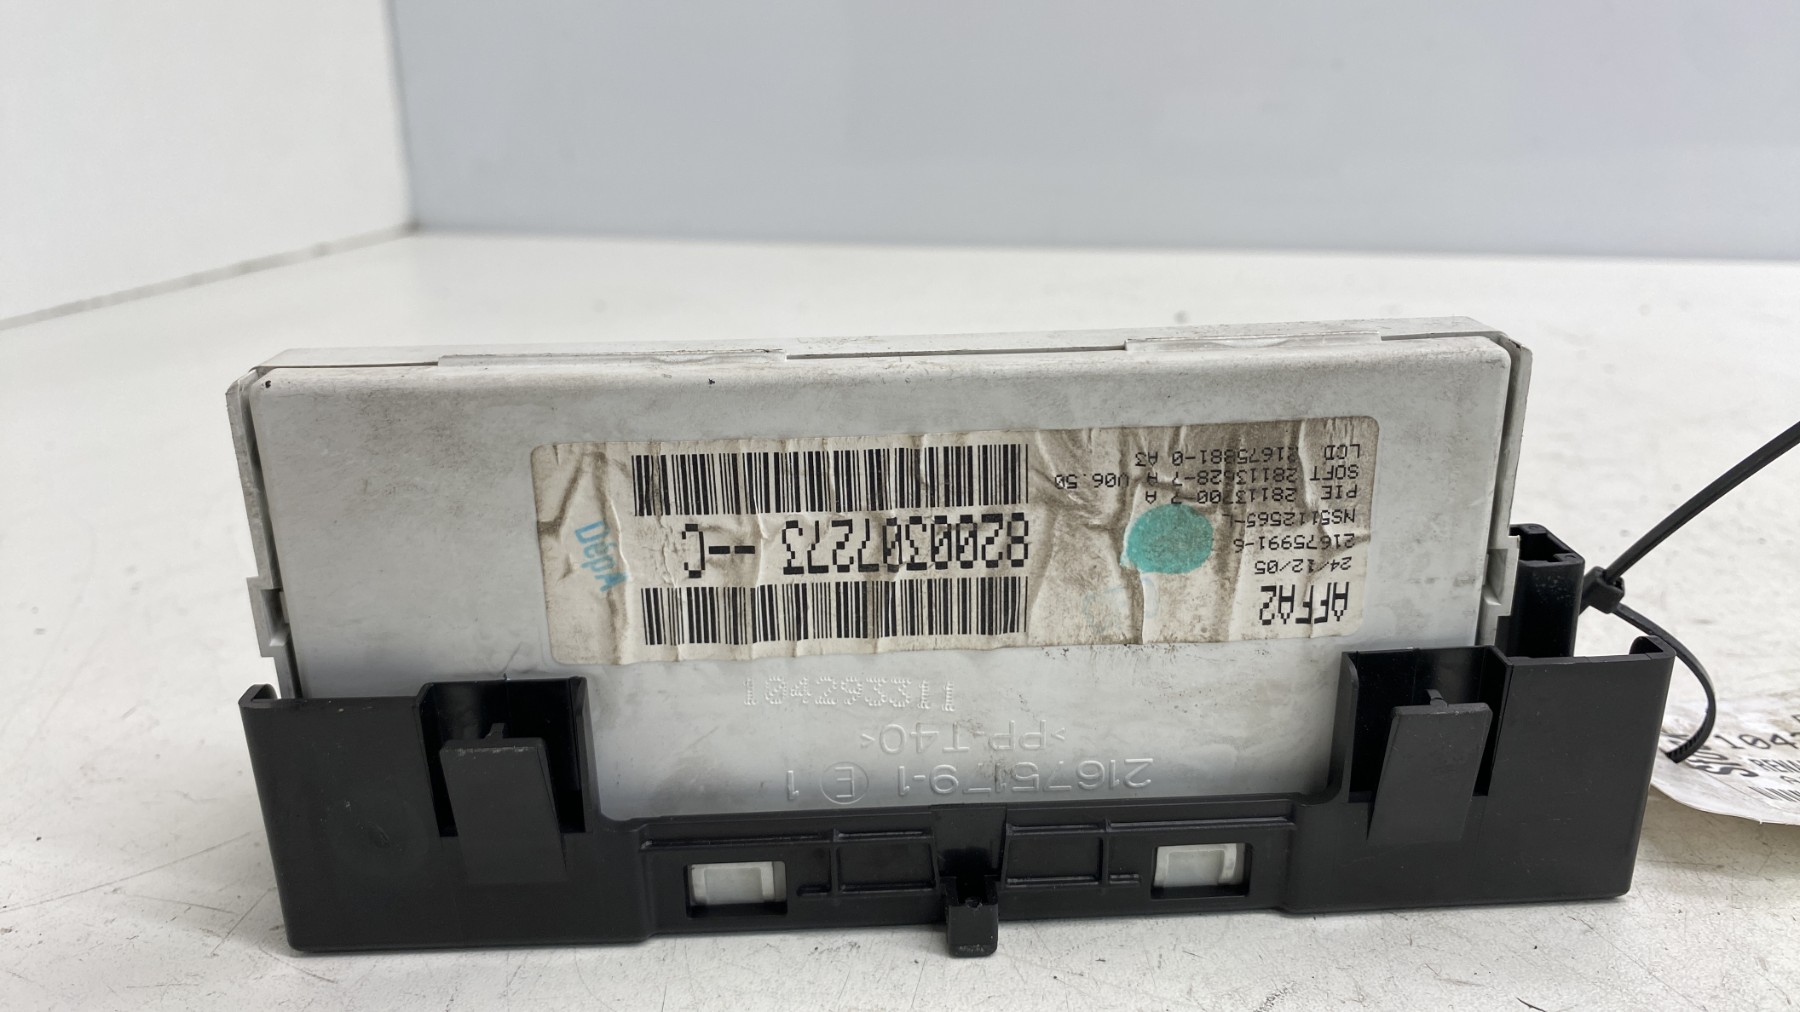 AFFA2
24/12/05
21675991-6
NS5112565-L
PIE 28113700-7 A
SOFT 28113628-7 A V06.50
LCD 21675881-0 A3
8200307273 --C
Dépa
21675179-1 E 1
>PP.T40<